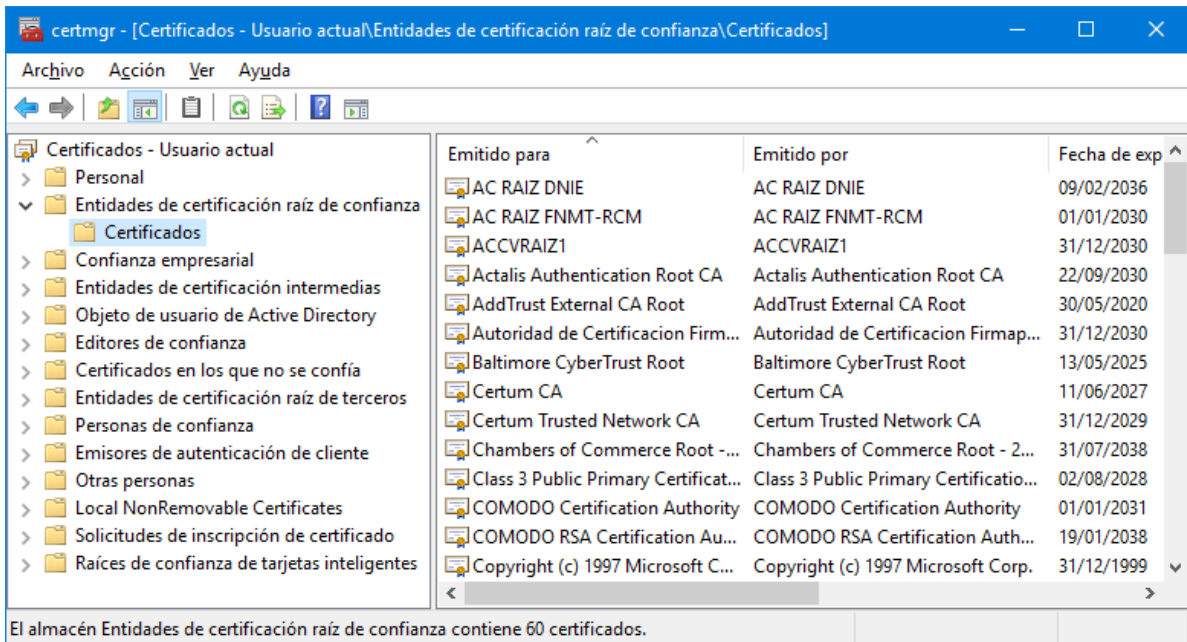 certmgr - [Certificados - Usuario actual\Entidades de certificación raíz de confianza\Certificados]
Archivo Acción Ver Ayuda
Certificados - Usuario actual
Personal
Entidades de certificación raíz de confianza
Certificados
Confianza empresarial
Entidades de certificación intermedias
Objeto de usuario de Active Directory
Editores de confianza
Certificados en los que no se confía
Entidades de certificación raíz de terceros
Personas de confianza
Emisores de autenticación de cliente
Otras personas
Local NonRemovable Certificates
Solicitudes de inscripción de certificado
Raíces de confianza de tarjetas inteligentes
Emitido para Emitido por Fecha de exp
AC RAIZ DNIE AC RAIZ DNIE 09/02/2036
AC RAIZ FNMT-RCM AC RAIZ FNMT-RCM 01/01/2030
ACCVRAIZ1 ACCVRAIZ1 31/12/2030
Actalis Authentication Root CA Actalis Authentication Root CA 22/09/2030
AddTrust External CA Root AddTrust External CA Root 30/05/2020
Autoridad de Certificacion Firm... Autoridad de Certificacion Firmap... 31/12/2030
Baltimore CyberTrust Root Baltimore CyberTrust Root 13/05/2025
Certum CA Certum CA 11/06/2027
Certum Trusted Network CA Certum Trusted Network CA 31/12/2029
Chambers of Commerce Root -... Chambers of Commerce Root - 2... 31/07/2038
Class 3 Public Primary Certificat... Class 3 Public Primary Certificatio... 02/08/2028
COMODO Certification Authority COMODO Certification Authority 01/01/2031
COMODO RSA Certification Au... COMODO RSA Certification Auth... 19/01/2038
Copyright (c) 1997 Microsoft C... Copyright (c) 1997 Microsoft Corp. 31/12/1999
El almacén Entidades de certificación raíz de confianza contiene 60 certificados.